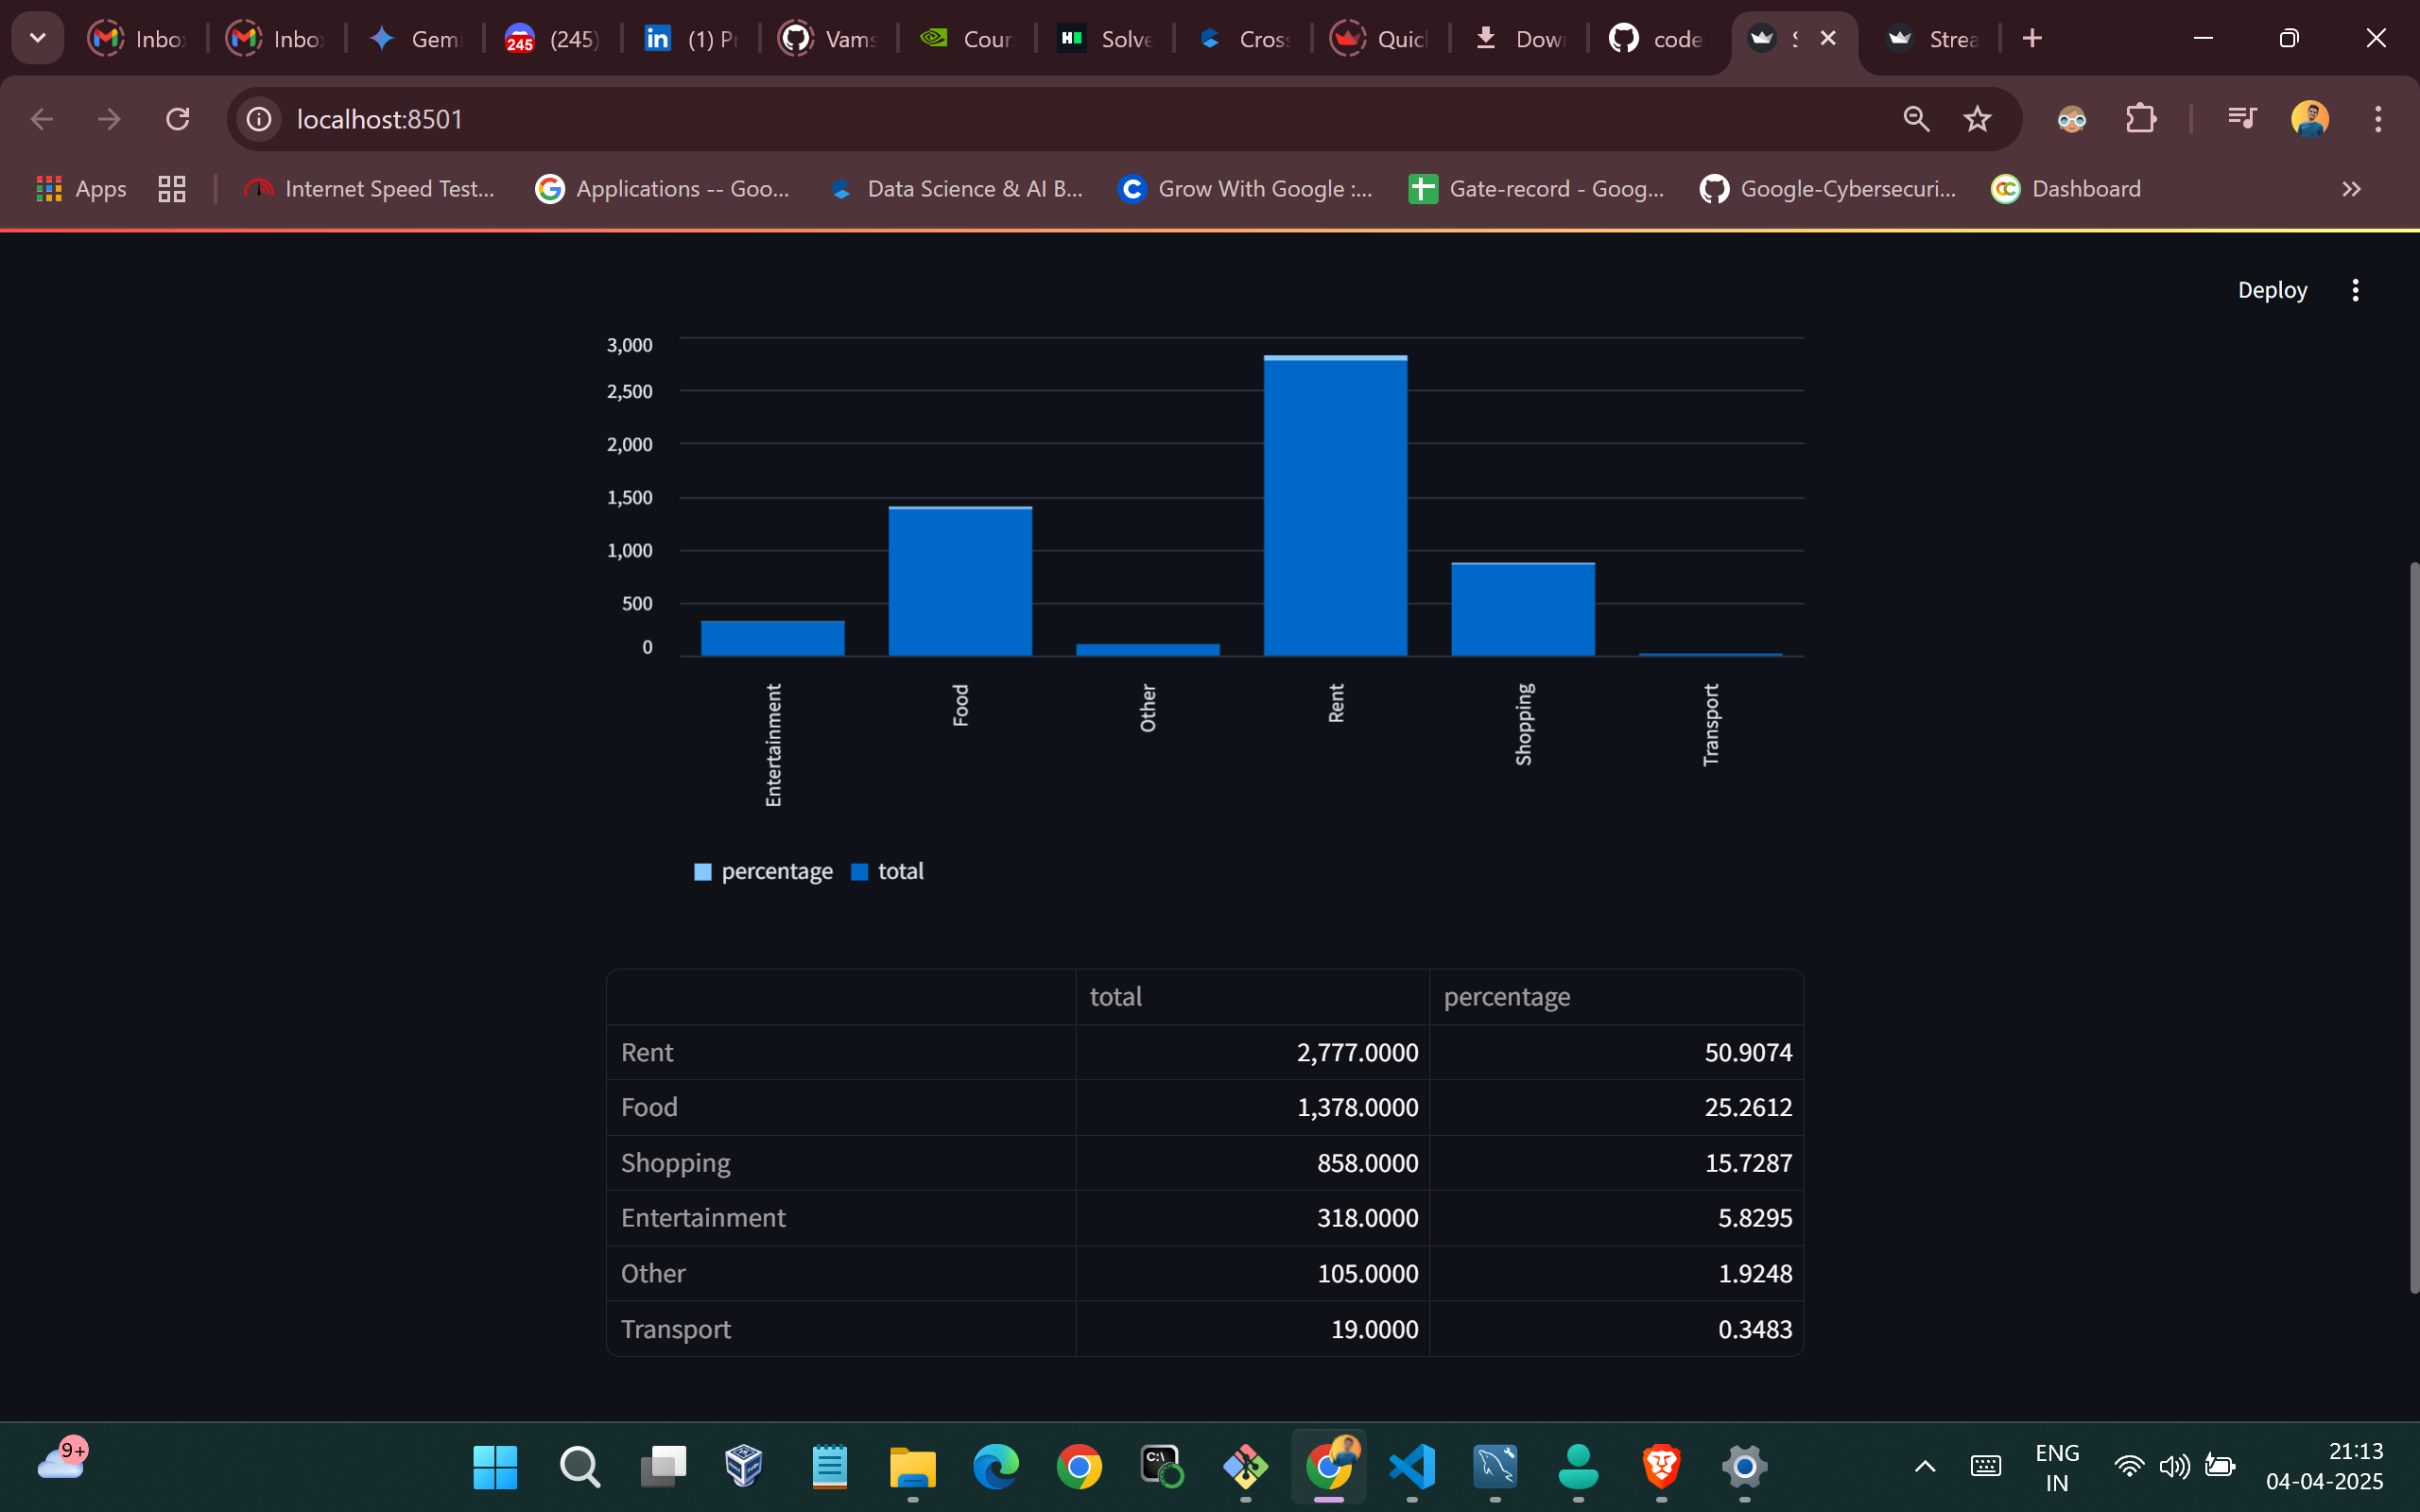 Inbo Inbo Gemi 245 (245) (1) P Vams Cour Solve Cros Quic Dow code Strea
localhost:8501
Apps Internet Speed Test... Applications -- Goo... Data Science & AI B... Grow With Google :... Gate-record - Goog... Google-Cybersecuri... Dashboard
Deploy
3,000
2,500
2,000
1,500
1,000
500
0
Entertainment Food Other Rent Shopping Transport
percentage total
total percentage
Rent 2,777.0000 50.9074
Food 1,378.0000 25.2612
Shopping 858.0000 15.7287
Entertainment 318.0000 5.8295
Other 105.0000 1.9248
Transport 19.0000 0.3483
9+
ENG
IN
21:13
04-04-2025